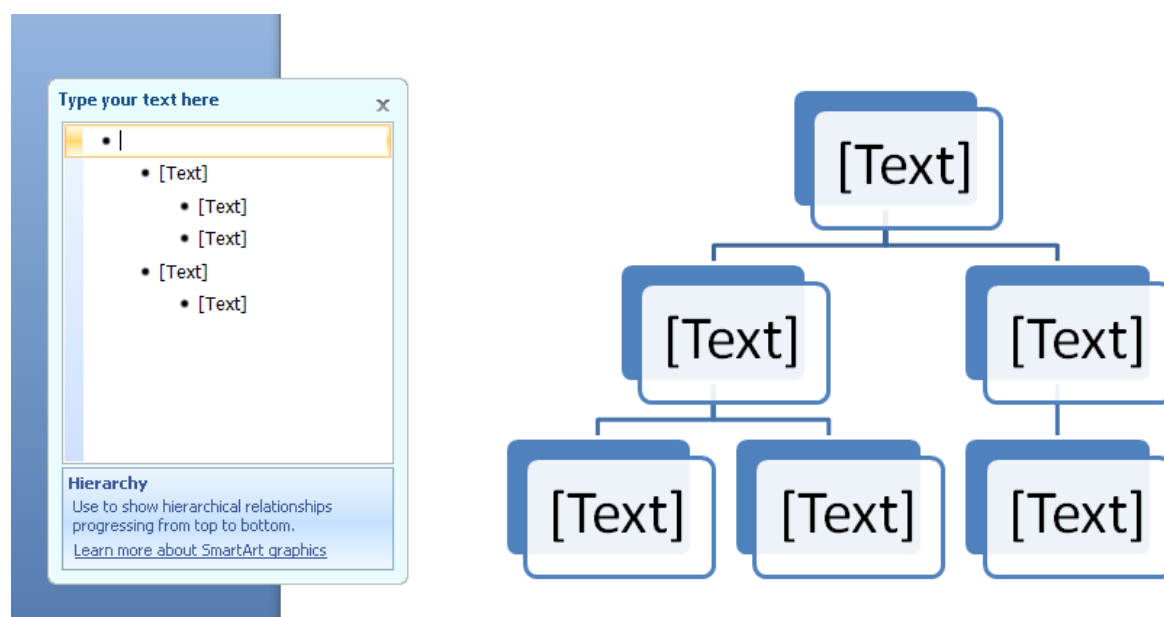 Type your text here
[Text]
[Text]
[Text]
[Text]
[Text]
Hierarchy
Use to show hierarchical relationships
progressing from top to bottom.
Learn more about SmartArt graphics
[Text]
[Text] [Text]
[Text] [Text] [Text]